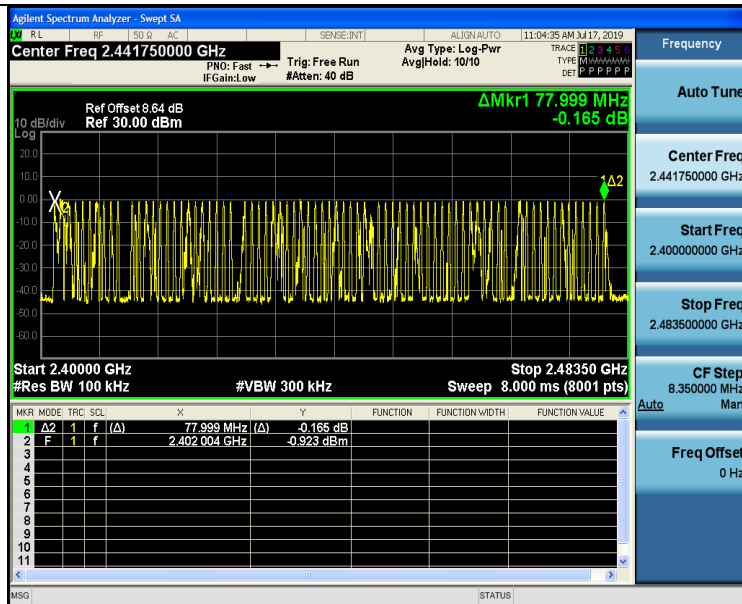 Agilent Spectrum Analyzer - Swept SA
LXI RL RF 50 Ω AC SENSE:INT ALIGN AUTO 11:04:35 AM Jul 17, 2019
Center Freq 2.441750000 GHz
PNO: Fast
IFGain:Low
Trig: Free Run
#Atten: 40 dB
Avg Type: Log-Pwr
Avg|Hold: 10/10
TRACE 1 2 3 4 5 6
TYPE M
DET P P P P P P
Ref Offset 8.64 dB
10 dB/div Ref 30.00 dBm
Log
ΔMkr1 77.999 MHz
-0.165 dB
20.0
10.0
0.00
-10.0
-20.0
-30.0
-40.0
-50.0
-60.0
X2
1Δ2
Start 2.40000 GHz Stop 2.48350 GHz
#Res BW 100 kHz #VBW 300 kHz Sweep 8.000 ms (8001 pts)
MKR MODE TRC SCL X Y FUNCTION FUNCTION WIDTH FUNCTION VALUE
1 Δ2 1 f (Δ) 77.999 MHz (Δ) -0.165 dB
2 F 1 f 2.402 004 GHz -0.923 dBm
3
4
5
6
7
8
9
10
11
MSG STATUS
Frequency
Auto Tune
Center Freq
2.441750000 GHz
Start Freq
2.400000000 GHz
Stop Freq
2.483500000 GHz
CF Step
8.350000 MHz
Auto Man
Freq Offset
0 Hz